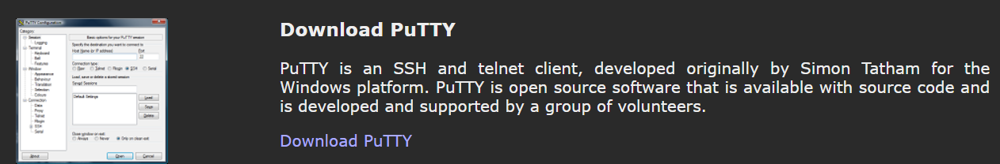 PuTTY Configuration
Category:
Session
Logging
Terminal
Keyboard
Bell
Features
Window
Appearance
Behaviour
Translation
Selection
Colours
Connection
Data
Proxy
Telnet
Rlogin
SSH
Serial
Basic options for your PuTTY session
Specify the destination you want to connect to
Host Name (or IP address) Port
22
Connection type:
Raw Telnet Rlogin SSH Serial
Load, save or delete a stored session
Saved Sessions
Default Settings
Load
Save
Delete
Close window on exit:
Always Never Only on clean exit
About Open Cancel
Download PuTTY
PuTTY is an SSH and telnet client, developed originally by Simon Tatham for the
Windows platform. PuTTY is open source software that is available with source code and
is developed and supported by a group of volunteers.
Download PuTTY